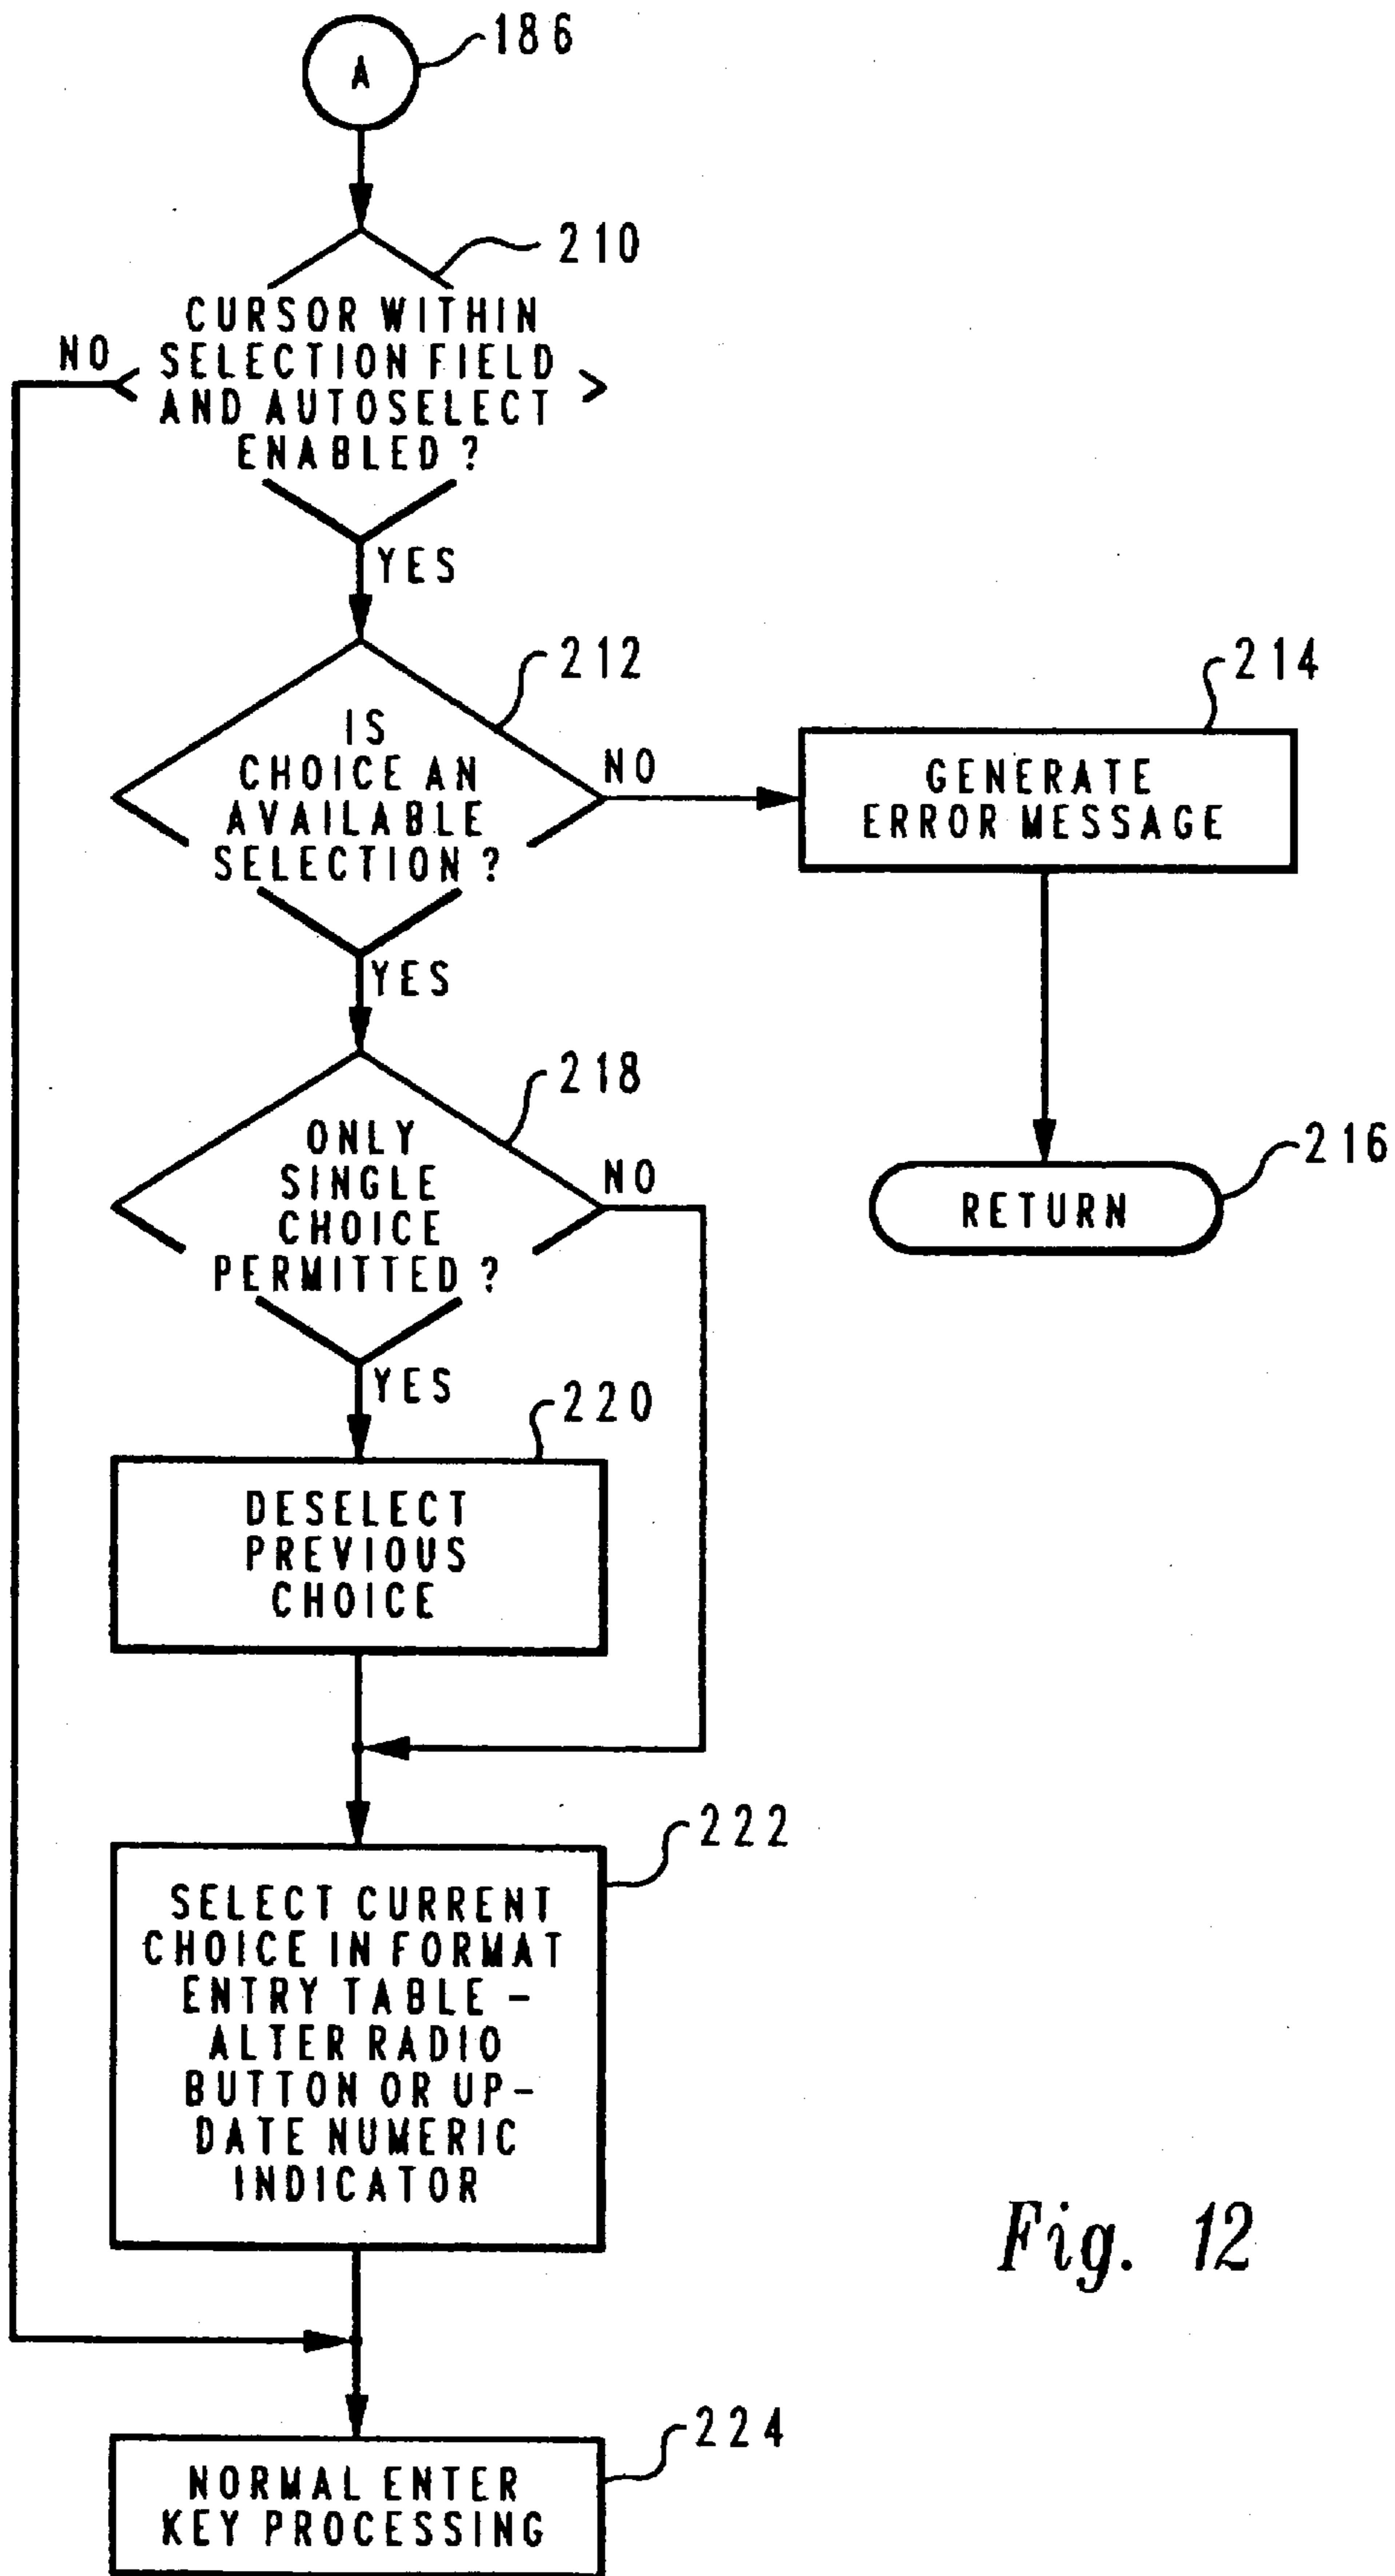 A
186
210
CURSOR WITHIN
SELECTION FIELD
AND AUTOSELECT
ENABLED ?
NO
YES
212
IS
CHOICE AN
AVAILABLE
SELECTION ?
NO
214
GENERATE
ERROR MESSAGE
YES
218
ONLY
SINGLE
CHOICE
PERMITTED ?
NO
216
RETURN
YES
220
DESELECT
PREVIOUS
CHOICE
222
SELECT CURRENT
CHOICE IN FORMAT
ENTRY TABLE -
ALTER RADIO
BUTTON OR UP-
DATE NUMERIC
INDICATOR
Fig. 12
224
NORMAL ENTER
KEY PROCESSING